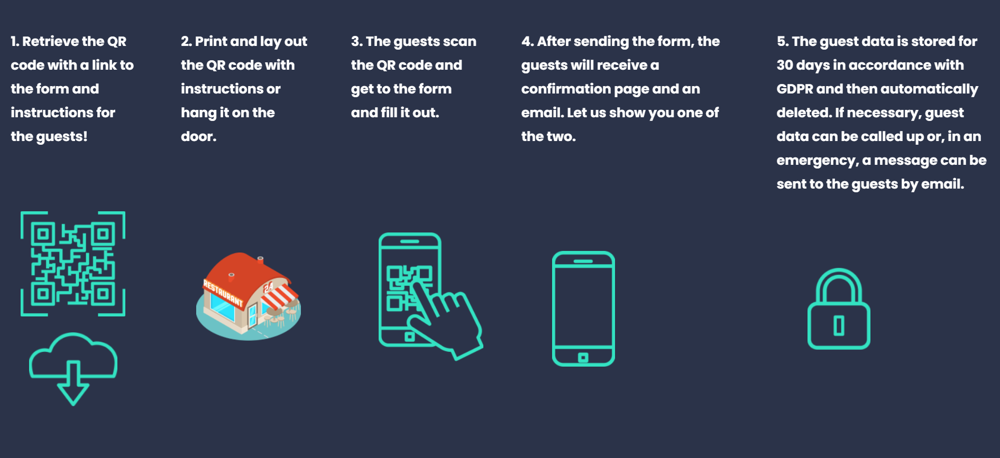 1. Retrieve the QR
code with a link to
the form and
instructions for
the guests!
2. Print and lay out
the QR code with
instructions or
hang it on the
door.
3. The guests scan
the QR code and
get to the form
and fill it out.
4. After sending the form, the
guests will receive a
confirmation page and an
email. Let us show you one of
the two.
5. The guest data is stored for
30 days in accordance with
GDPR and then automatically
deleted. If necessary, guest
data can be called up or, in an
emergency, a message can be
sent to the guests by email.
RESTAURANT
24